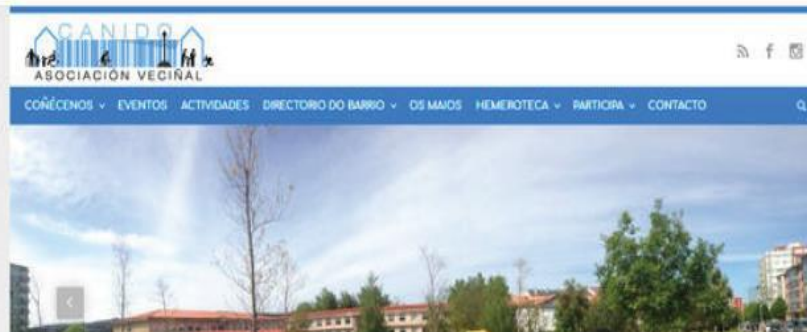 CANIDO
ASOCIACIÓN VECIÑAL
COÑÉCENOS EVENTOS ACTIVIDADES DIRECTORIO DO BARRIO OS MAIOS HEMEROTECA PARTICIPA CONTACTO